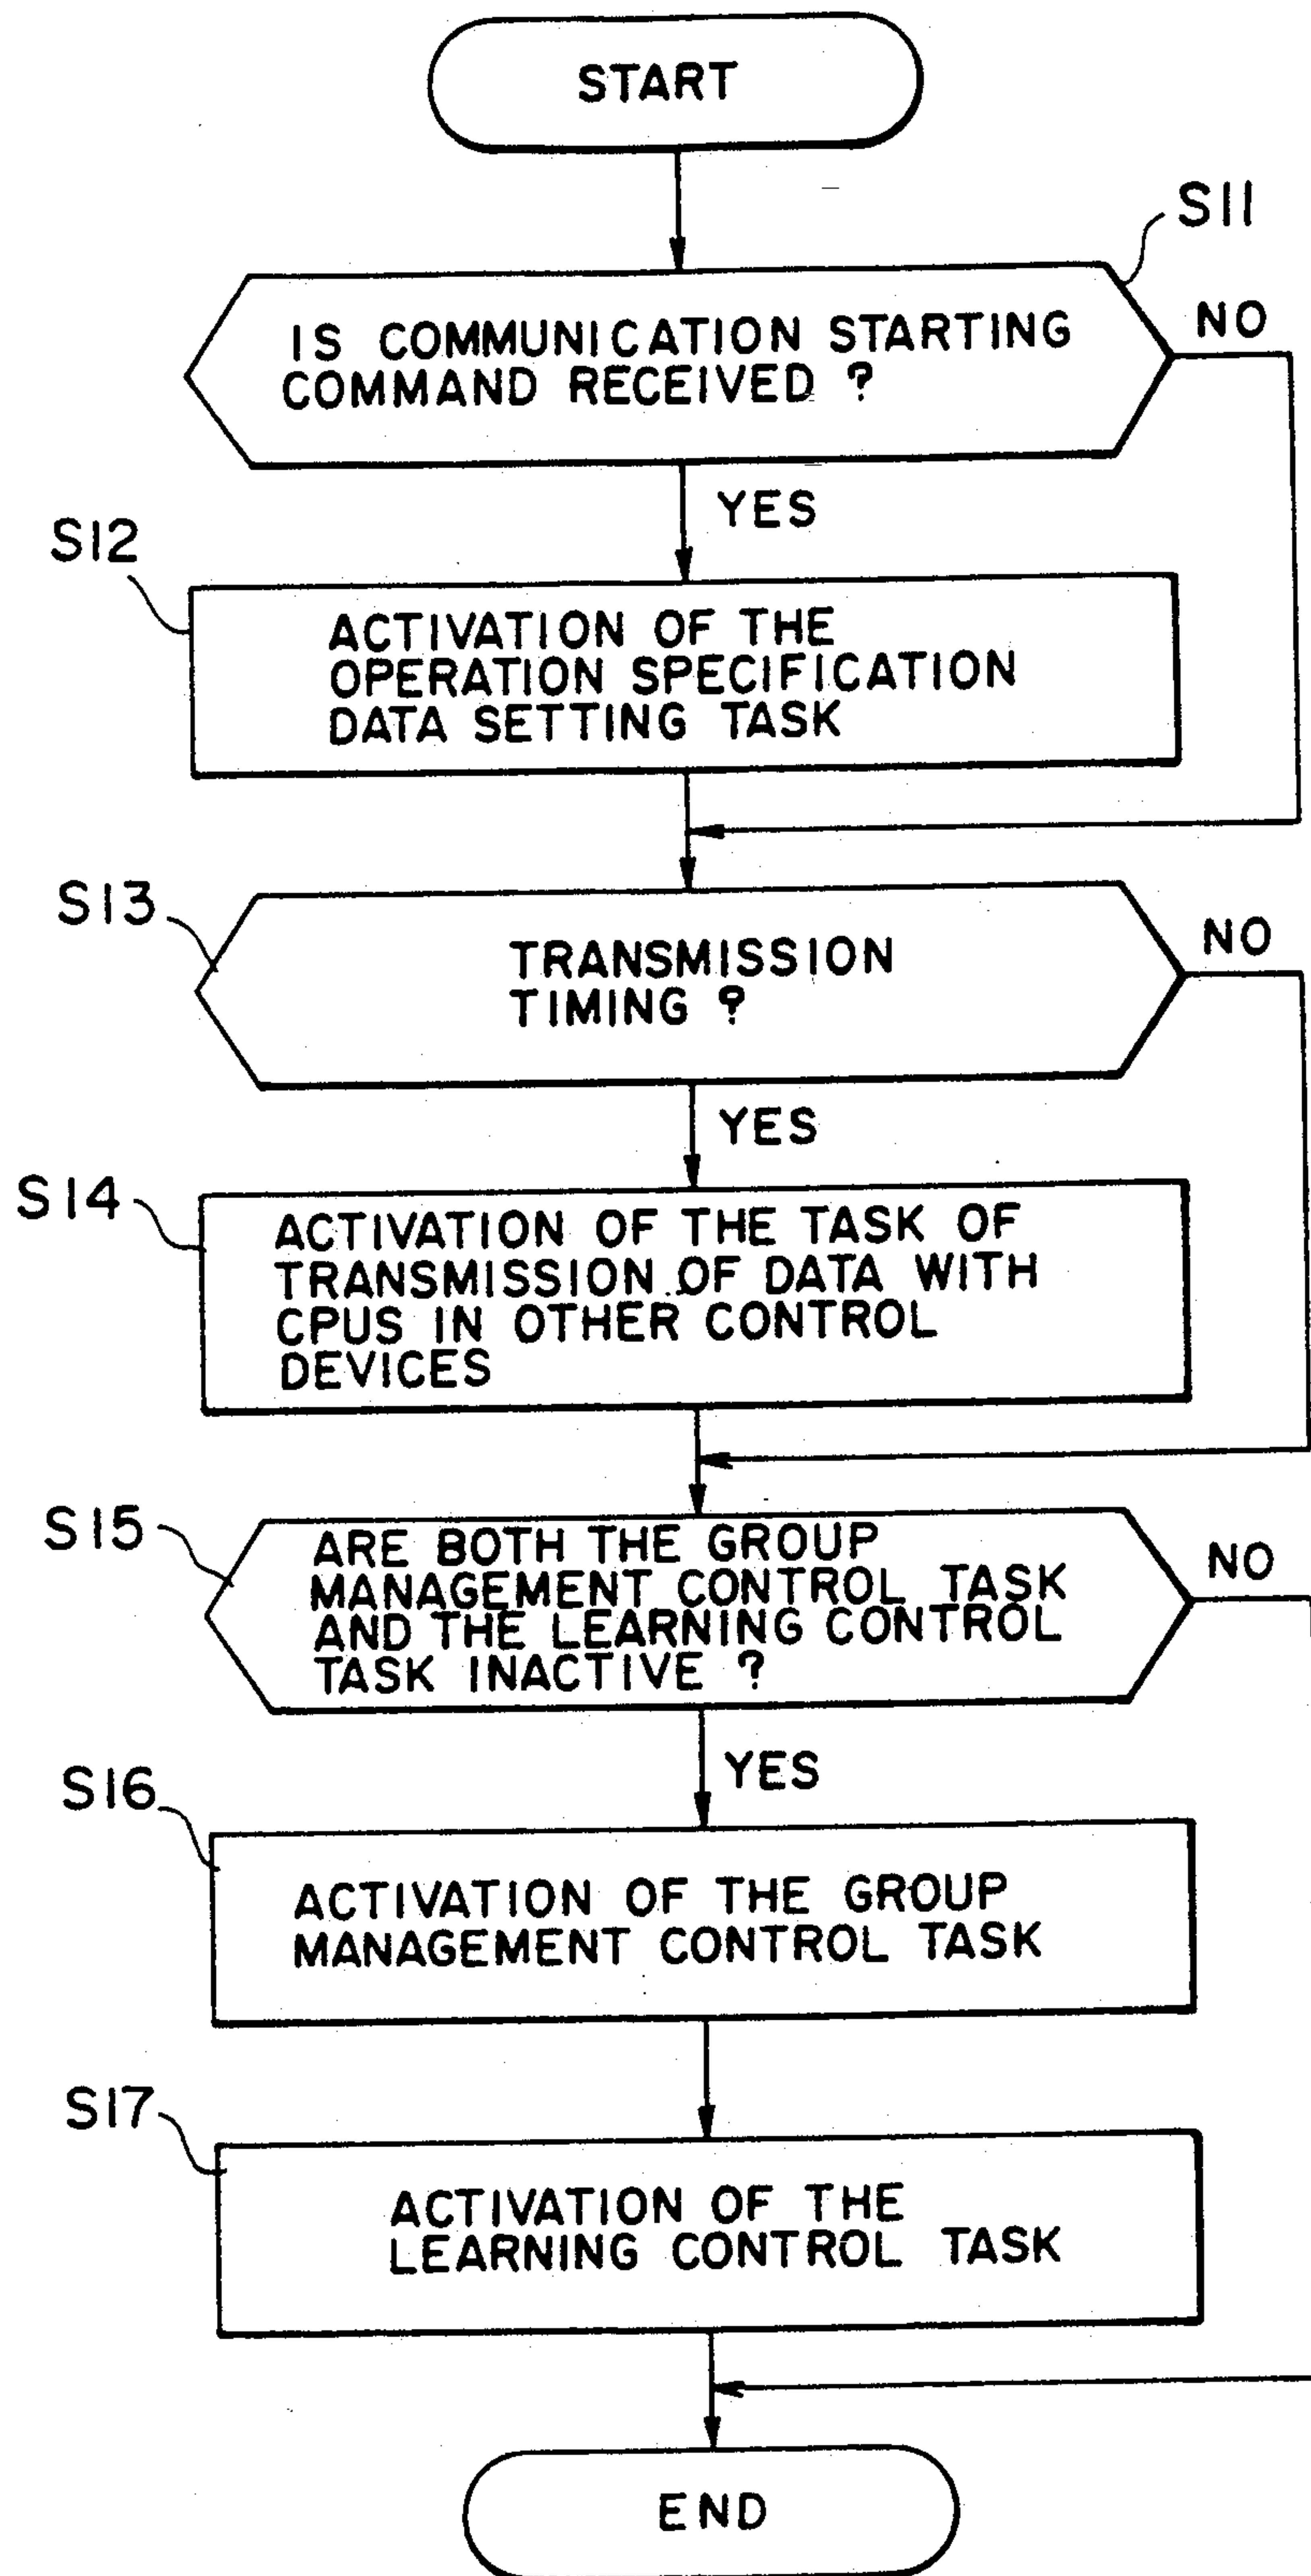 START
S11
IS COMMUNICATION STARTING
COMMAND RECEIVED ?
NO
YES
S12
ACTIVATION OF THE
OPERATION SPECIFICATION
DATA SETTING TASK
S13
TRANSMISSION
TIMING ?
NO
YES
S14
ACTIVATION OF THE TASK OF
TRANSMISSION OF DATA WITH
CPUS IN OTHER CONTROL
DEVICES
S15
ARE BOTH THE GROUP
MANAGEMENT CONTROL TASK
AND THE LEARNING CONTROL
TASK INACTIVE ?
NO
YES
S16
ACTIVATION OF THE GROUP
MANAGEMENT CONTROL TASK
S17
ACTIVATION OF THE
LEARNING CONTROL TASK
END